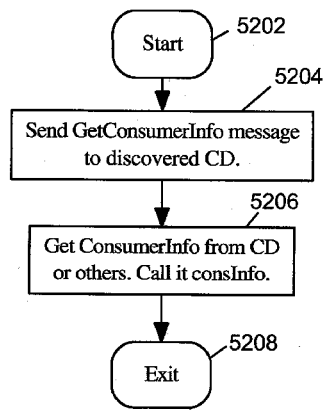 Start
5202
5204
Send GetConsumerInfo message
to discovered CD.
5206
Get ConsumerInfo from CD
or others. Call it consInfo.
5208
Exit